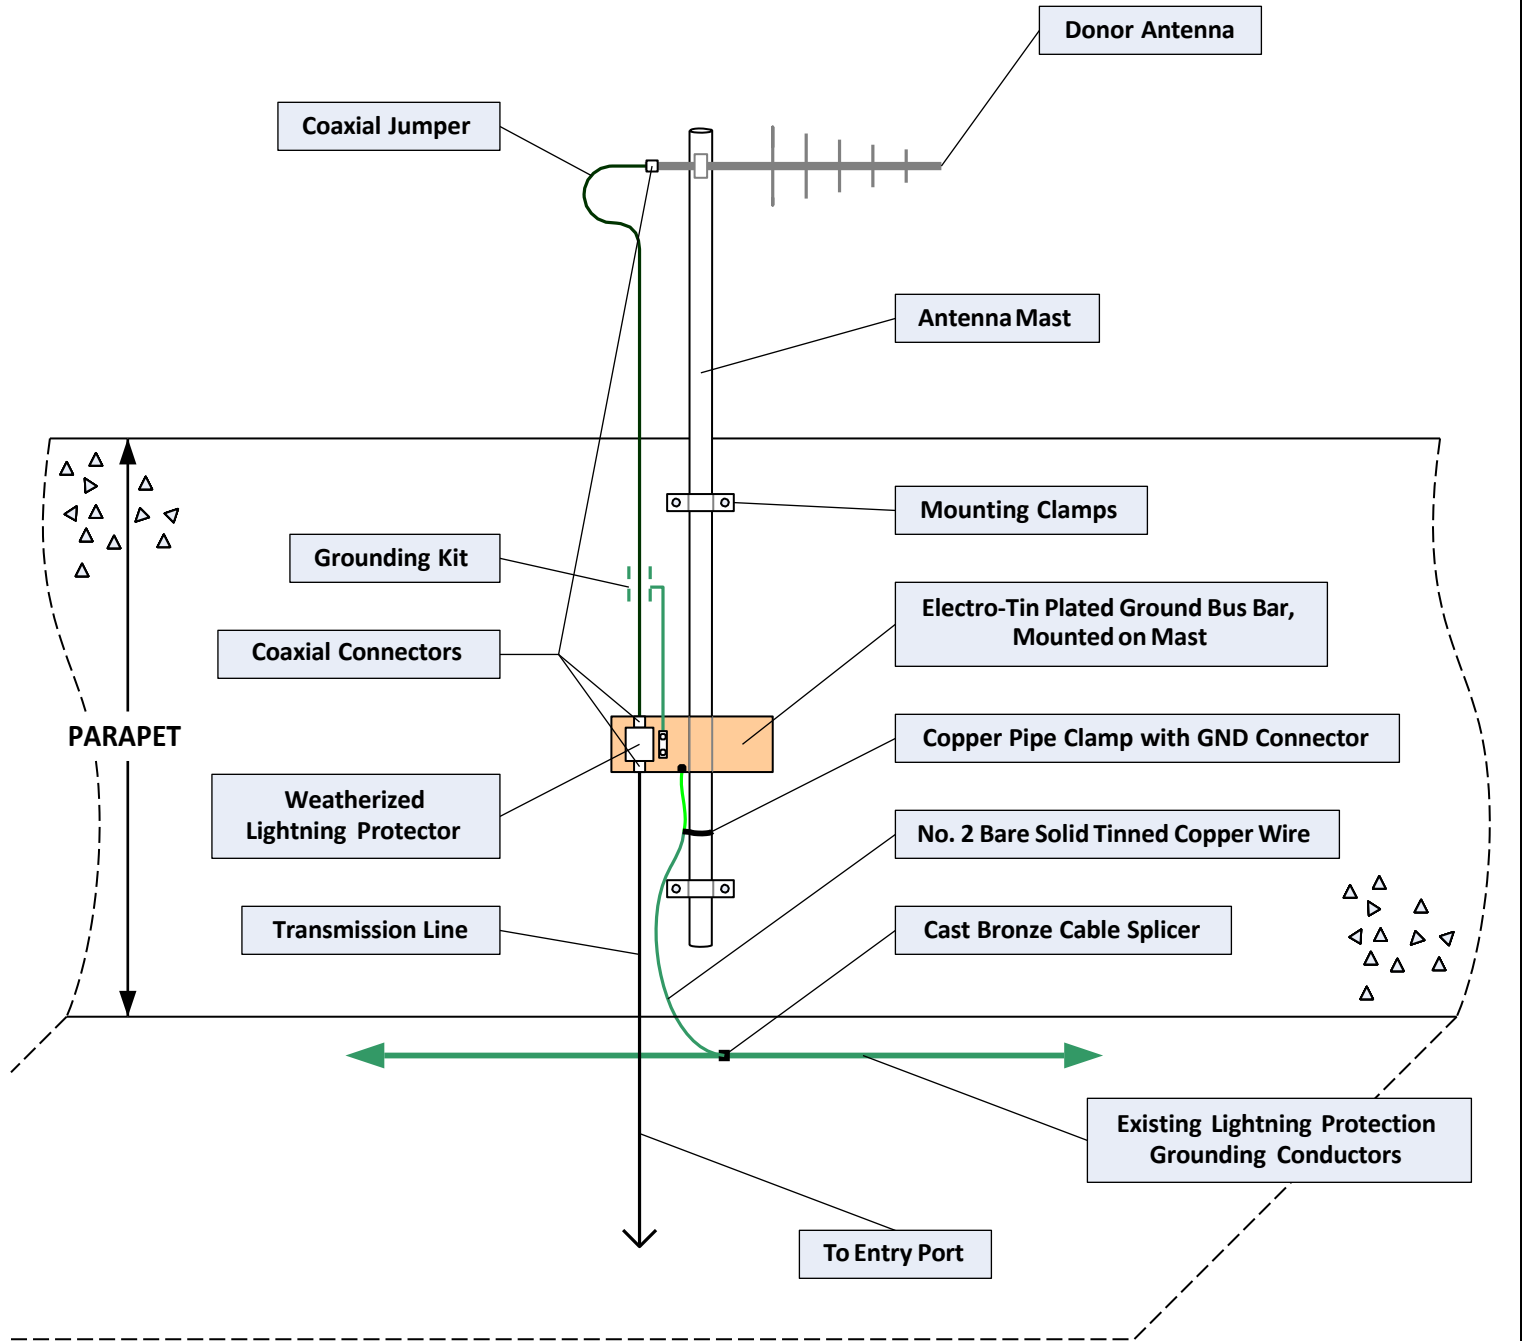 Donor Antenna
Coaxial Jumper
Antenna Mast
Mounting Clamps
Grounding Kit
Electro-Tin Plated Ground Bus Bar,
Mounted on Mast
Coaxial Connectors
PARAPET
Copper Pipe Clamp with GND Connector
Weatherized
Lightning Protector
No. 2 Bare Solid Tinned Copper Wire
Transmission Line
Cast Bronze Cable Splicer
Existing Lightning Protection
Grounding Conductors
To Entry Port